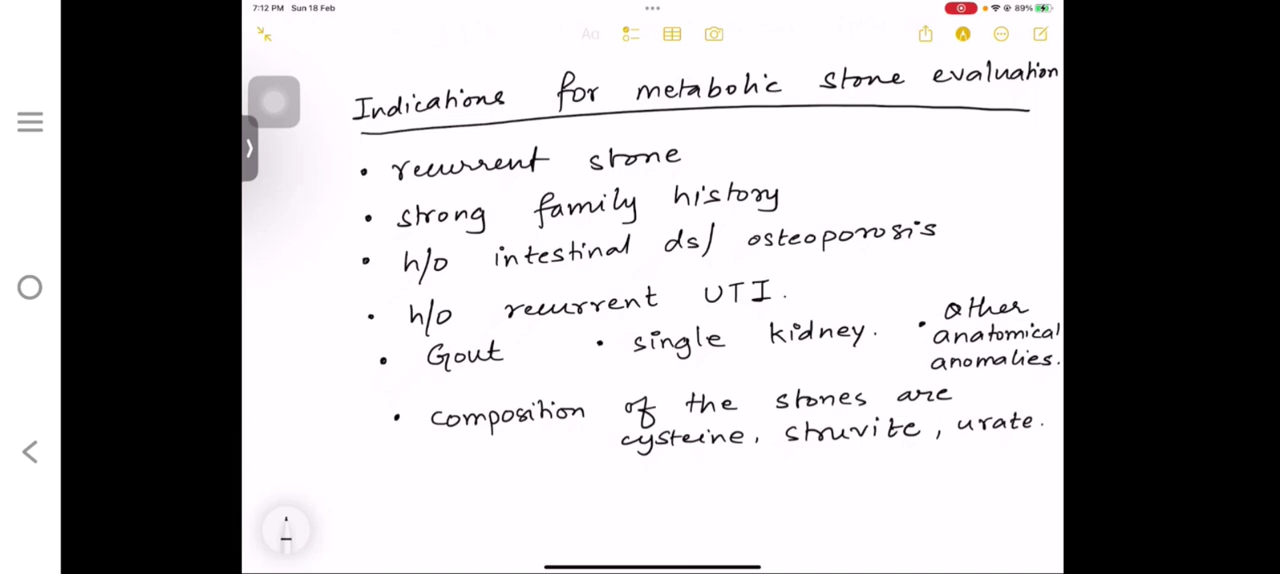 7:12 PM Sun 18 Feb
89%
Aa
Indications for metabolic stone evaluation
• recurrent stone
• strong family history
• h/o intestinal ds/ osteoporosis
• h/o recurrent UTI.
• Gout • single kidney. • Other
anatomical
anomalies.
• composition of the stones are
cysteine, struvite, urate.